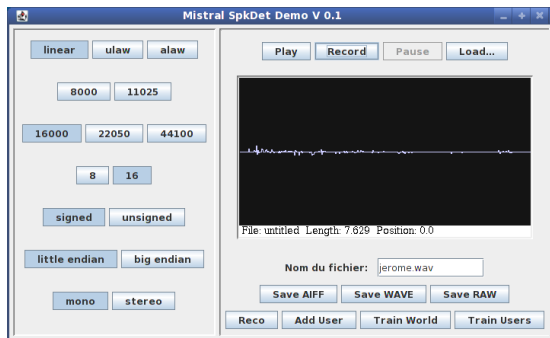 Mistral SpkDet Demo V 0.1
linear ulaw alaw
8000 11025
16000 22050 44100
8 16
signed unsigned
little endian big endian
mono stereo
Play Record Pause Load...
File: untitled Length: 7.629 Position: 0.0
Nom du fichier: jerome.wav
Save AIFF Save WAVE Save RAW
Reco Add User Train World Train Users